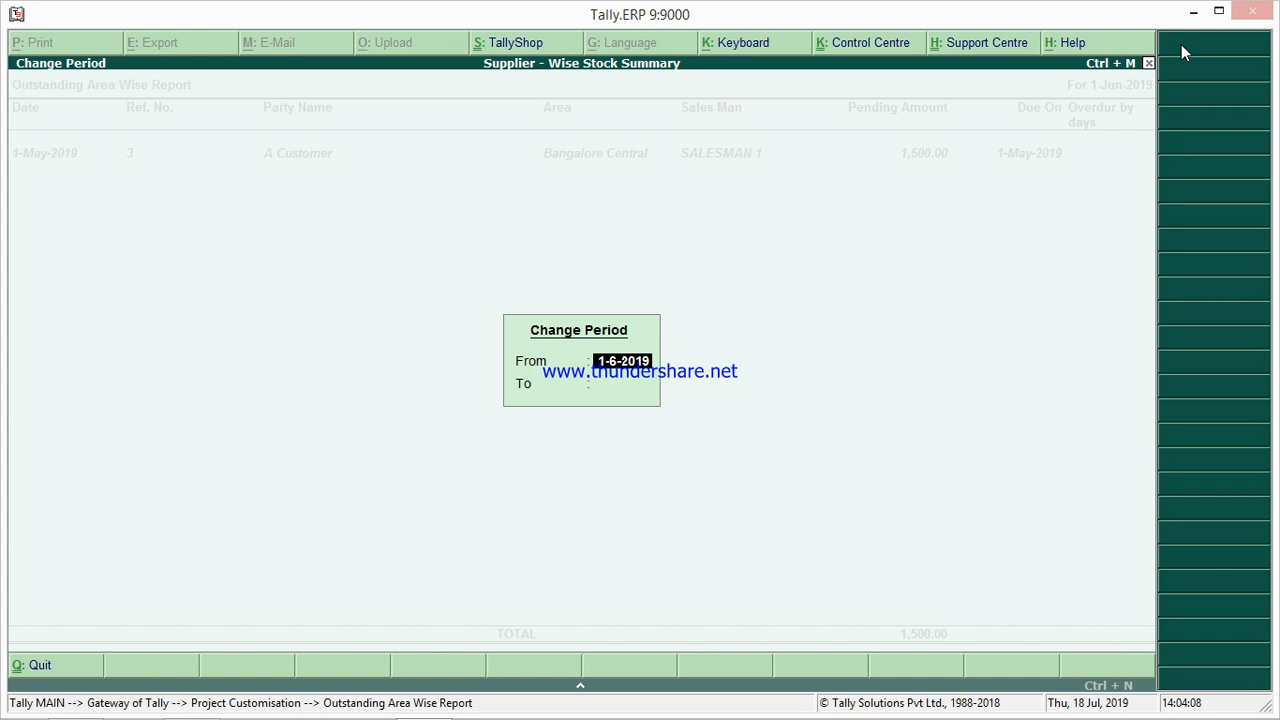 Tally.ERP 9:9000
P: Print E: Export M: E-Mail O: Upload S: TallyShop G: Language K: Keyboard K: Control Centre H: Support Centre H: Help
Change Period Supplier - Wise Stock Summary Ctrl + M
Outstanding Area Wise Report For 1-Jun-2019
Date Ref. No. Party Name Area Sales Man Pending Amount Due On Overdur by
days
1-May-2019 3 A Customer Bangalore Central SALESMAN 1 1,500.00 1-May-2019
Change Period
From : 1-6-2019
www.thundershare.net
To :
TOTAL 1,500.00
Q: Quit
Ctrl + N
Tally MAIN --> Gateway of Tally --> Project Customisation --> Outstanding Area Wise Report © Tally Solutions Pvt Ltd., 1988-2018 Thu, 18 Jul, 2019 14:04:08